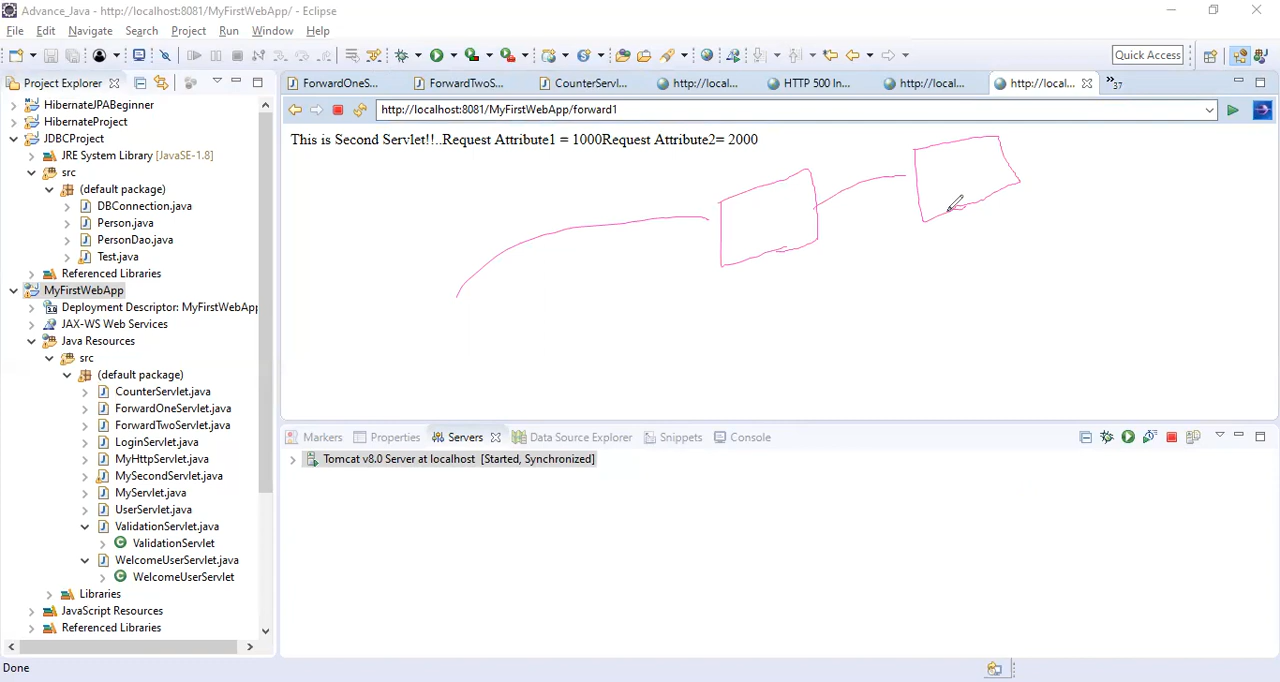 Advance_Java - http://localhost:8081/MyFirstWebApp/ - Eclipse
File Edit Navigate Search Project Run Window Help
Quick Access
Project Explorer
ForwardOneS... ForwardTwoS... CounterServl... http://local... HTTP 500 In... http://local... http://local... »37
HibernateJPABeginner
HibernateProject
JDBCProject
JRE System Library [JavaSE-1.8]
src
(default package)
DBConnection.java
Person.java
PersonDao.java
Test.java
Referenced Libraries
MyFirstWebApp
Deployment Descriptor: MyFirstWebApp
JAX-WS Web Services
Java Resources
src
(default package)
CounterServlet.java
ForwardOneServlet.java
ForwardTwoServlet.java
LoginServlet.java
MyHttpServlet.java
MySecondServlet.java
MyServlet.java
UserServlet.java
ValidationServlet.java
ValidationServlet
WelcomeUserServlet.java
WelcomeUserServlet
Libraries
JavaScript Resources
Referenced Libraries
http://localhost:8081/MyFirstWebApp/forward1
This is Second Servlet!!..Request Attribute1 = 1000Request Attribute2= 2000
Markers Properties Servers Data Source Explorer Snippets Console
Tomcat v8.0 Server at localhost [Started, Synchronized]
Done